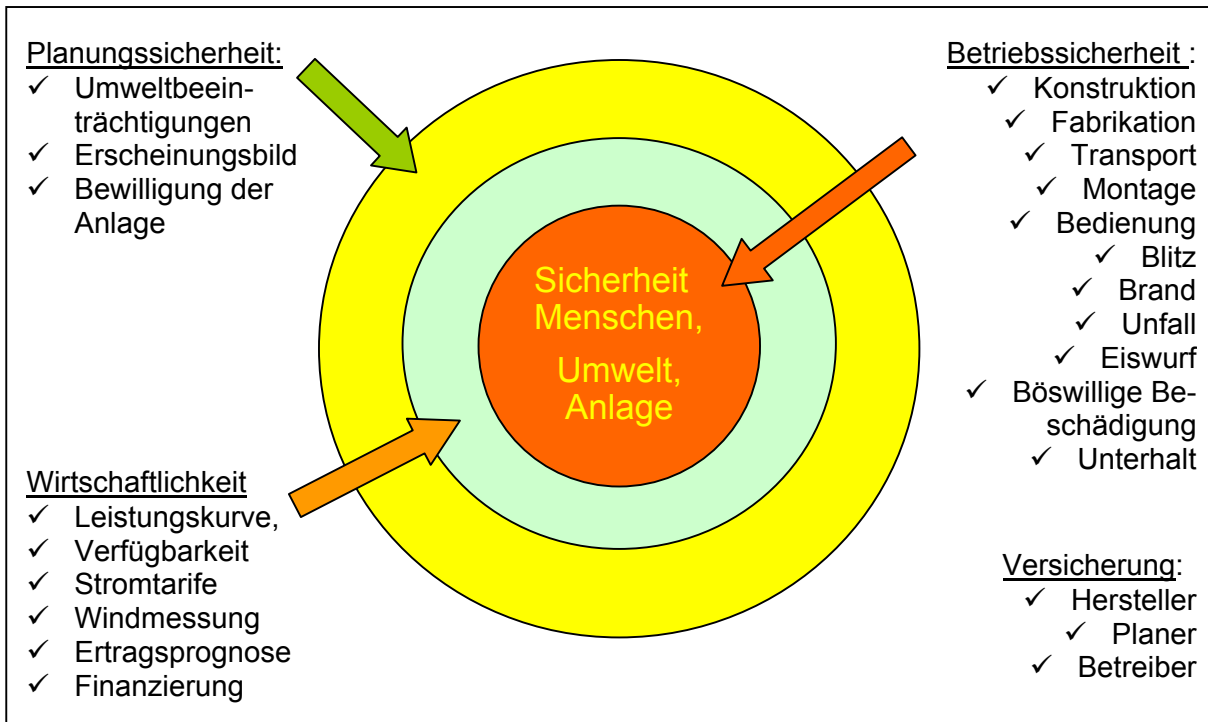 Planungssicherheit:
✓ Umweltbeein-
trächtigungen
✓ Erscheinungsbild
✓ Bewilligung der
Anlage
Wirtschaftlichkeit
✓ Leistungskurve,
✓ Verfügbarkeit
✓ Stromtarife
✓ Windmessung
✓ Ertragsprognose
✓ Finanzierung
Sicherheit
Menschen,
Umwelt,
Anlage
Betriebssicherheit :
✓ Konstruktion
✓ Fabrikation
✓ Transport
✓ Montage
✓ Bedienung
✓ Blitz
✓ Brand
✓ Unfall
✓ Eiswurf
✓ Böswillige Be-
schädigung
✓ Unterhalt
Versicherung:
✓ Hersteller
✓ Planer
✓ Betreiber